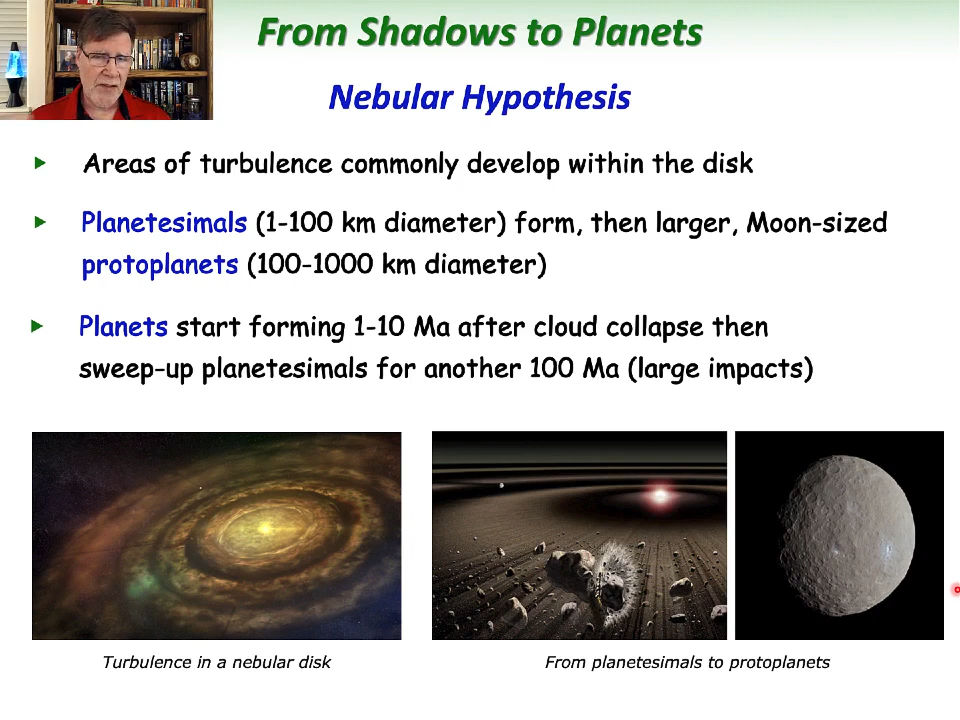 From Shadows to Planets
Nebular Hypothesis
Areas of turbulence commonly develop within the disk
Planetesimals (1-100 km diameter) form, then larger, Moon-sized
protoplanets (100-1000 km diameter)
Planets start forming 1-10 Ma after cloud collapse then
sweep-up planetesimals for another 100 Ma (large impacts)
Turbulence in a nebular disk
From planetesimals to protoplanets